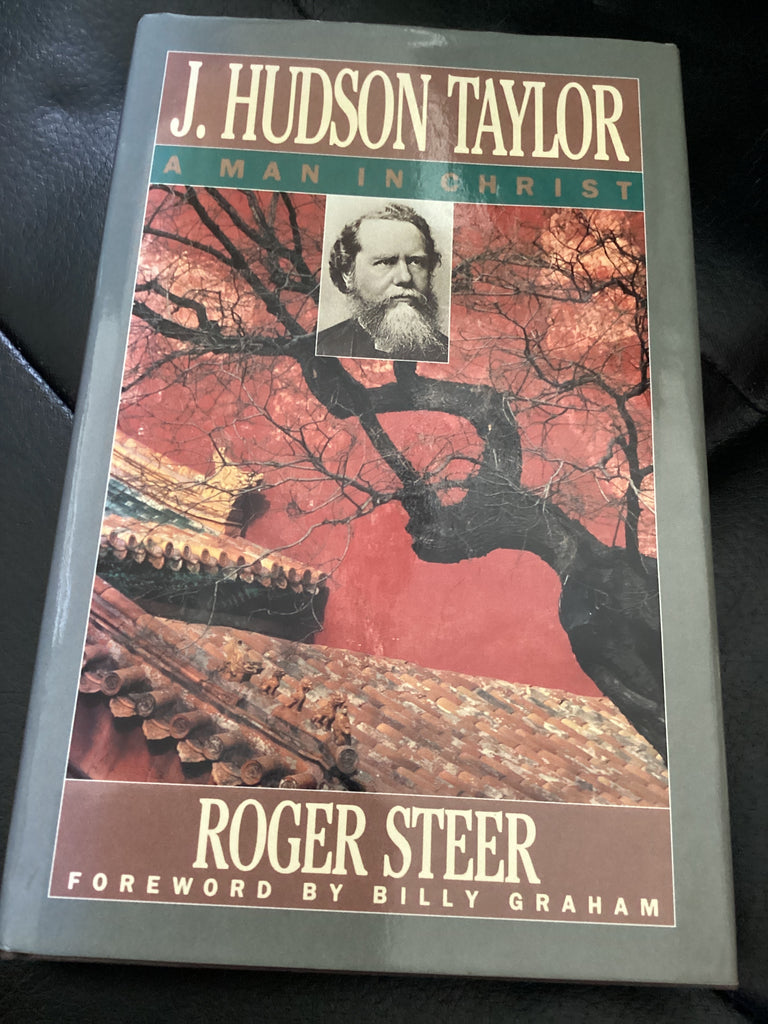 J. HUDSON TAYLOR
A MAN IN CHRIST
ROGER STEER
FOREWORD BY BILLY GRAHAM